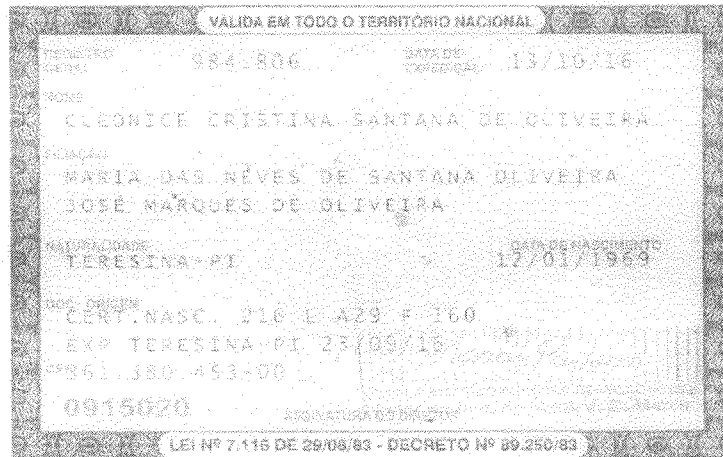 VÁLIDA EM TODO O TERRITÓRIO NACIONAL
REGISTRO GERAL 984.806 DATA DE EXPEDIÇÃO 13/10/16
NOME
CLEONICE CRISTINA SANTANA DE OLIVEIRA
FILIAÇÃO
MARIA DAS NEVES DE SANTANA OLIVEIRA
JOSÉ MARQUES DE OLIVEIRA
NATURALIDADE DATA DE NASCIMENTO
TERESINA-PI 12/01/1969
DOC ORIGEM
CERT.NASC. 216 L A29 F 160
EXP TERESINA PI 23/09/16
CPF 861.380.453-00
0915020
ASSINATURA DO DIRETOR
LEI Nº 7.116 DE 29/08/83 - DECRETO Nº 89.250/83